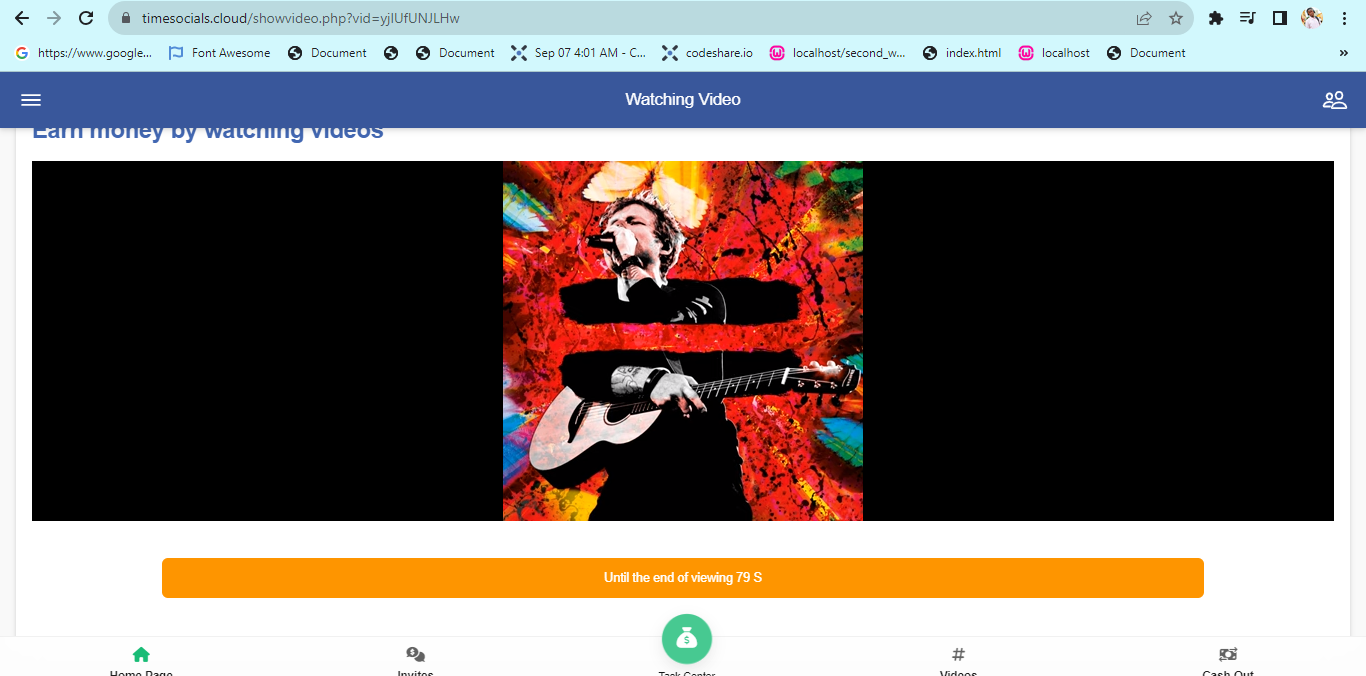 timesocials.cloud/showvideo.php?vid=yjlUfUNJLHw
https://www.google... Font Awesome Document Document Sep 07 4:01 AM - C... codeshare.io localhost/second_w... index.html localhost Document »
Watching Video
Earn money by watching videos
Until the end of viewing 79 S
Home Page Invites Task Center Videos Cash Out